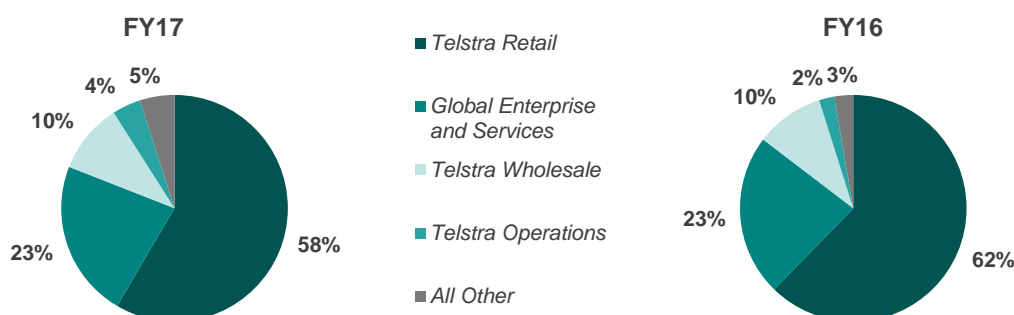 FY17
5%
4%
10%
23%
58%
Telstra Retail
Global Enterprise
and Services
Telstra Wholesale
Telstra Operations
All Other
FY16
2%
3%
10%
23%
62%